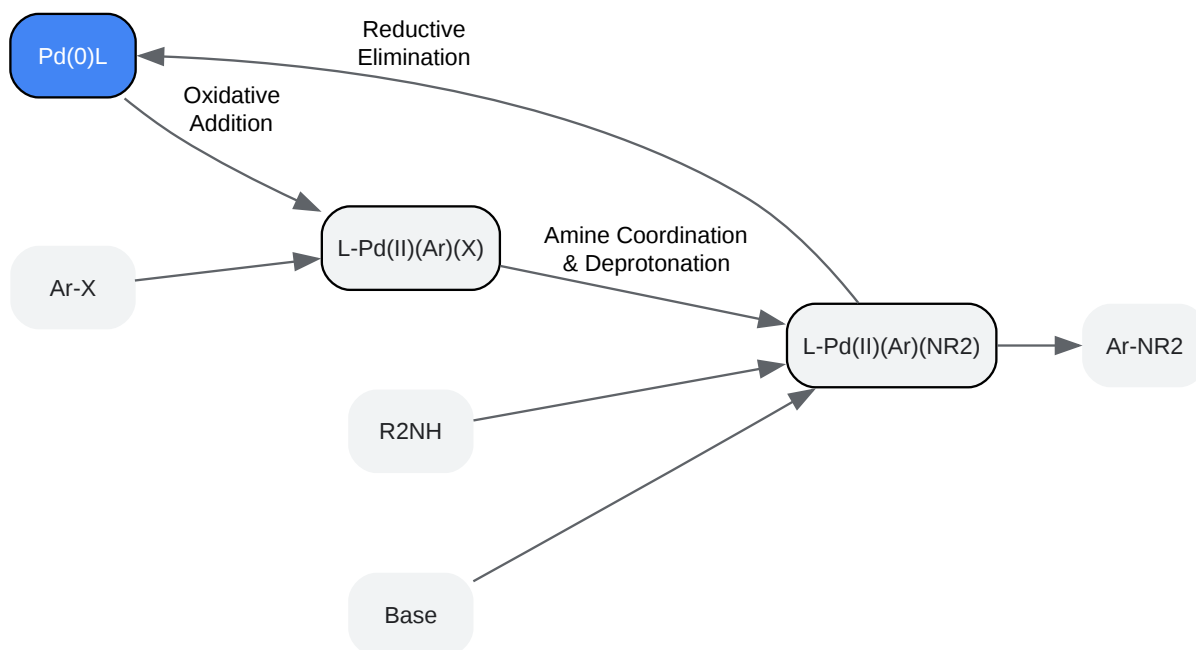 Reductive
Elimination
Pd(0)L
Oxidative
Addition
L-Pd(II)(Ar)(X)
Amine Coordination
& Deprotonation
Ar-X
L-Pd(II)(Ar)(NR2)
Ar-NR2
R2NH
Base